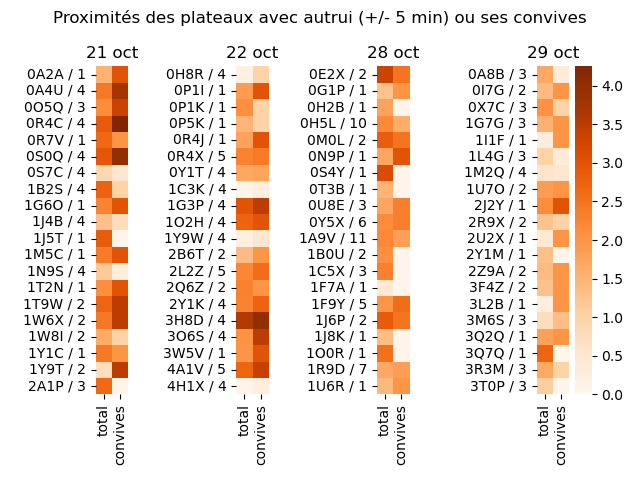 Proximités des plateaux avec autrui (+/- 5 min) ou ses convives
21 oct
0A2A / 1
0A4U / 4
0O5Q / 3
0R4C / 4
0R7V / 1
0S0Q / 4
0S7C / 4
1B2S / 4
1G6O / 1
1J4B / 4
1J5T / 1
1M5C / 1
1N9S / 4
1T2N / 1
1T9W / 2
1W6X / 2
1W8I / 2
1Y1C / 1
1Y9T / 2
2A1P / 3
total
convives
22 oct
0H8R / 4
0P1I / 1
0P1K / 1
0P5K / 1
0R4J / 1
0R4X / 5
0Y1T / 4
1C3K / 4
1G3P / 4
1O2H / 4
1Y9W / 4
2B6T / 2
2L2Z / 5
2Q6Z / 2
2Y1K / 4
3H8D / 4
3O6S / 4
3W5V / 1
4A1V / 5
4H1X / 4
total
convives
28 oct
0E2X / 2
0G1P / 1
0H2B / 1
0H5L / 10
0M0L / 2
0N9P / 1
0S4Y / 1
0T3B / 1
0U8E / 3
0Y5X / 6
1A9V / 11
1B0U / 2
1C5X / 3
1F7A / 1
1F9Y / 5
1J6P / 2
1J8K / 1
1O0R / 1
1R9D / 7
1U6R / 1
total
convives
29 oct
0A8B / 3
0I7G / 2
0X7C / 3
1G7G / 3
1I1F / 1
1L4G / 3
1M2Q / 4
1U7O / 2
2J2Y / 1
2R9X / 2
2U2X / 1
2Y1M / 1
2Z9A / 2
3F4Z / 2
3L2B / 1
3M6S / 3
3Q2Q / 1
3Q7Q / 1
3R3M / 3
3T0P / 3
total
convives
4.0
3.5
3.0
2.5
2.0
1.5
1.0
0.5
0.0